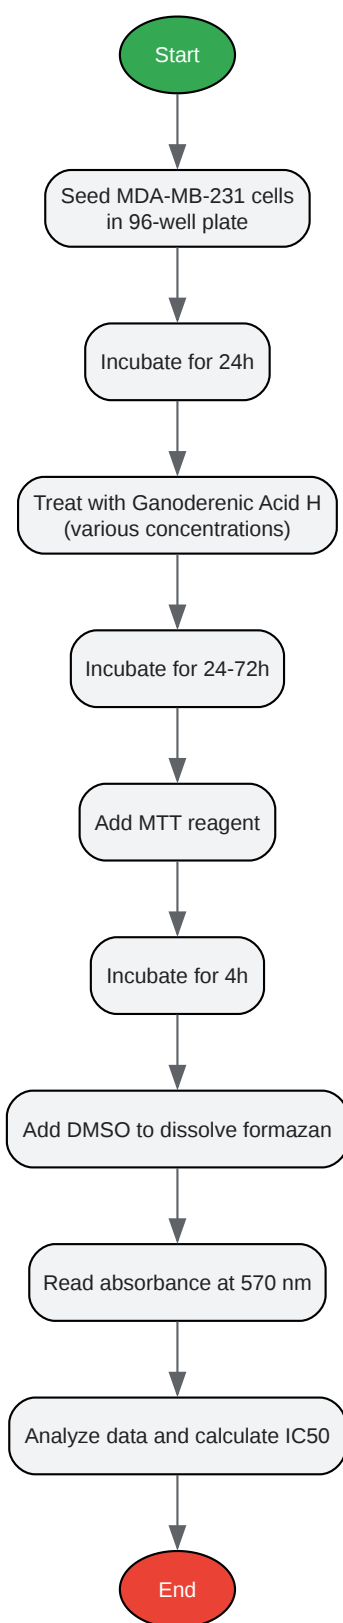 Start
Seed MDA-MB-231 cells
in 96-well plate
Incubate for 24h
Treat with Ganoderenic Acid H
(various concentrations)
Incubate for 24-72h
Add MTT reagent
Incubate for 4h
Add DMSO to dissolve formazan
Read absorbance at 570 nm
Analyze data and calculate IC50
End